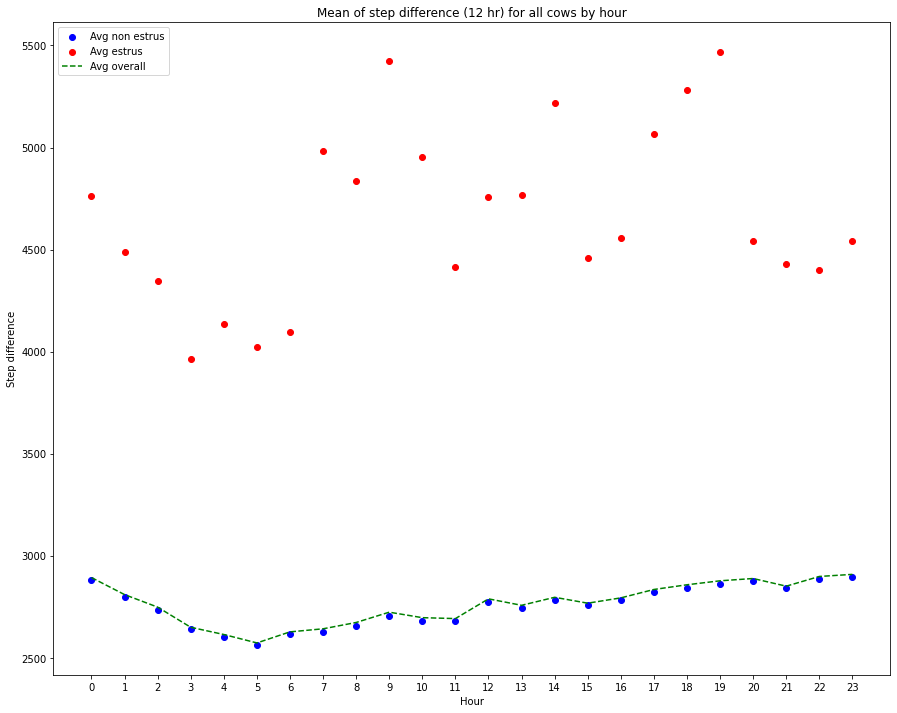 Mean of step difference (12 hr) for all cows by hour
Avg non estrus
Avg estrus
Avg overall
5500
5000
4500
4000
3500
3000
2500
Step difference
0 1 2 3 4 5 6 7 8 9 10 11 12 13 14 15 16 17 18 19 20 21 22 23
Hour